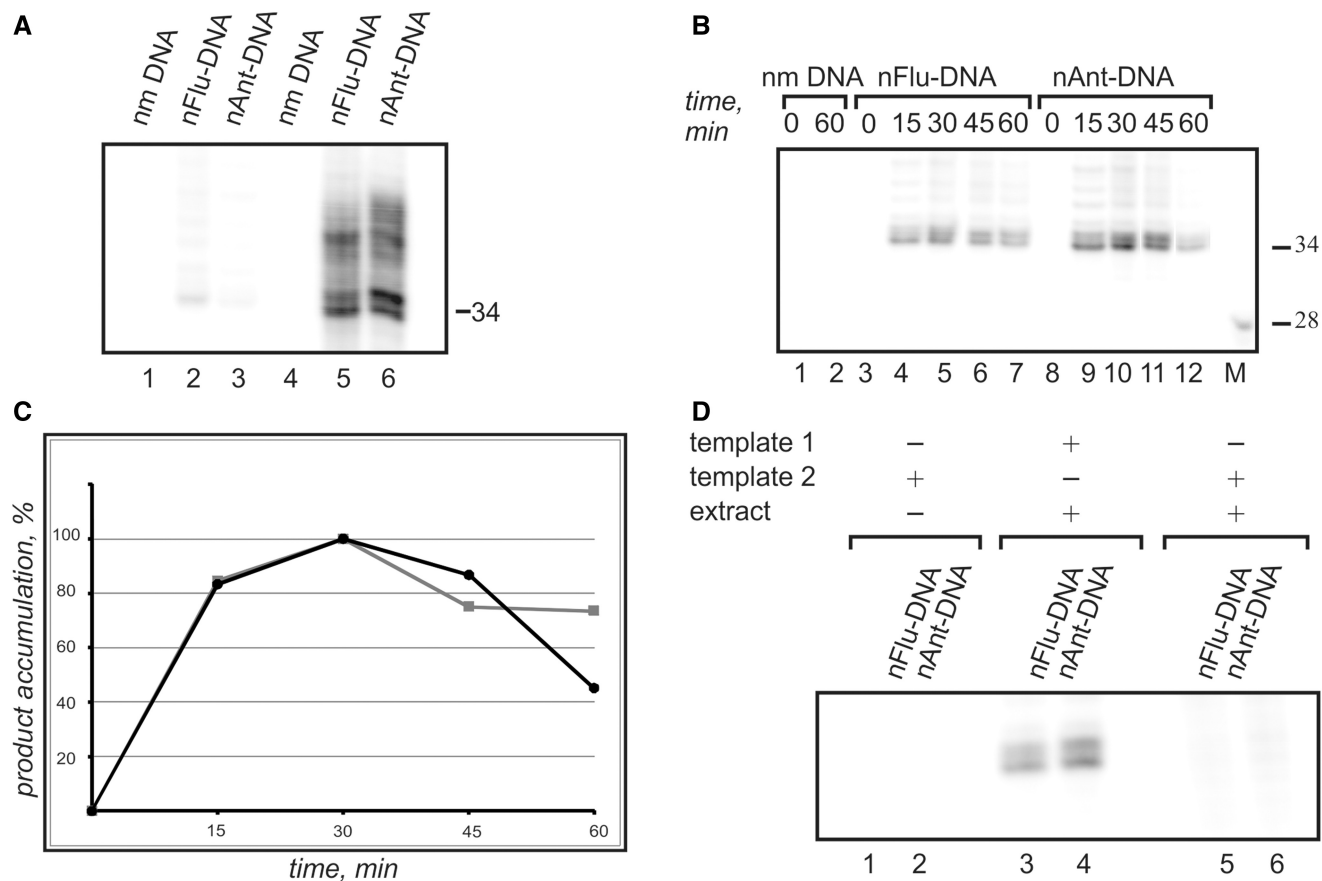 A
nm DNA
nFlu-DNA
nAnt-DNA
nm DNA
nFlu-DNA
nAnt-DNA
34
1 2 3 4 5 6
B
nm DNA nFlu-DNA nAnt-DNA
time,
min
0 60 0 15 30 45 60 0 15 30 45 60
34
28
1 2 3 4 5 6 7 8 9 10 11 12 M
C
product accumulation, %
100
80
60
40
20
15 30 45 60
time, min
D
template 1 − + −
template 2 + − +
extract − + +
nFlu-DNA
nAnt-DNA
nFlu-DNA
nAnt-DNA
nFlu-DNA
nAnt-DNA
1 2 3 4 5 6